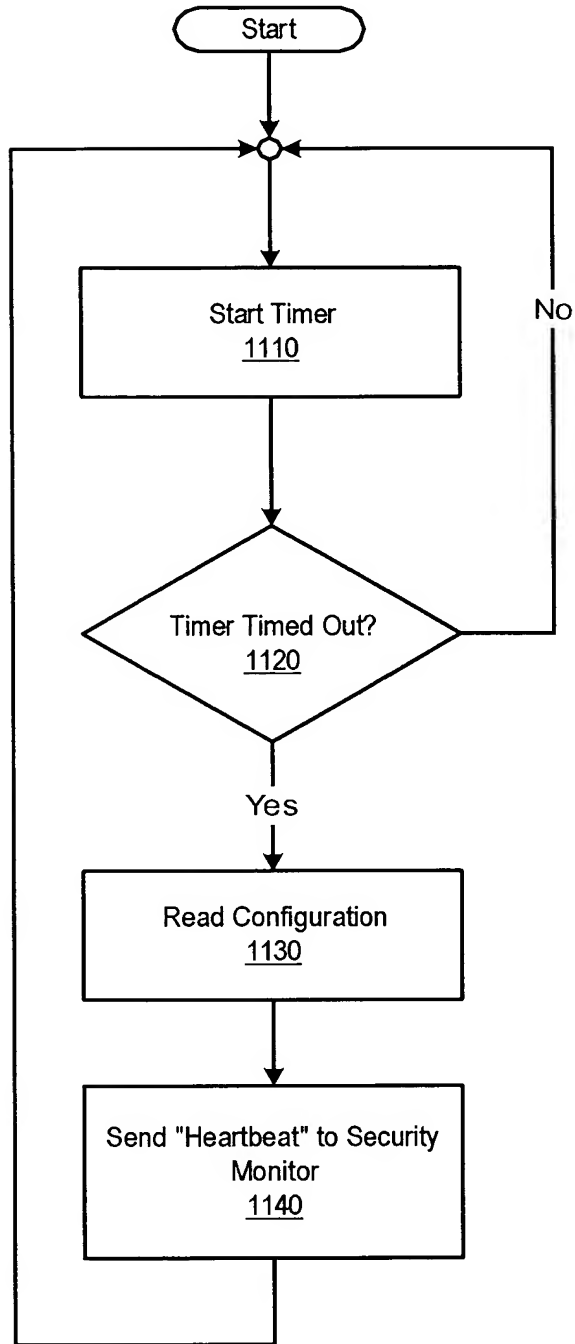 Start
Start Timer
1110
No
Timer Timed Out?
1120
Yes
Read Configuration
1130
Send "Heartbeat" to Security
Monitor
1140